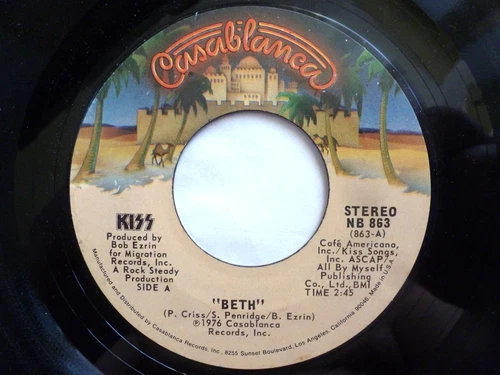 Casablanca
KISS
Produced by
Bob Ezrin
for Migration
Records, Inc.
A Rock Steady
Production
SIDE A
STEREO
NB 863
(863-A)
Café Americana,
Inc./Kiss Songs,
Inc. ASCAP/
All By Myself
Publishing
Co., Ltd., BMI
TIME 2:45
"BETH"
(P. Criss/S. Penridge/B. Ezrin)
℗1976 Casablanca
Records, Inc.
Manufactured and Distributed by Casablanca Records, Inc., 8255 Sunset Boulevard, Los Angeles, California 90046. Made in U.S.A.